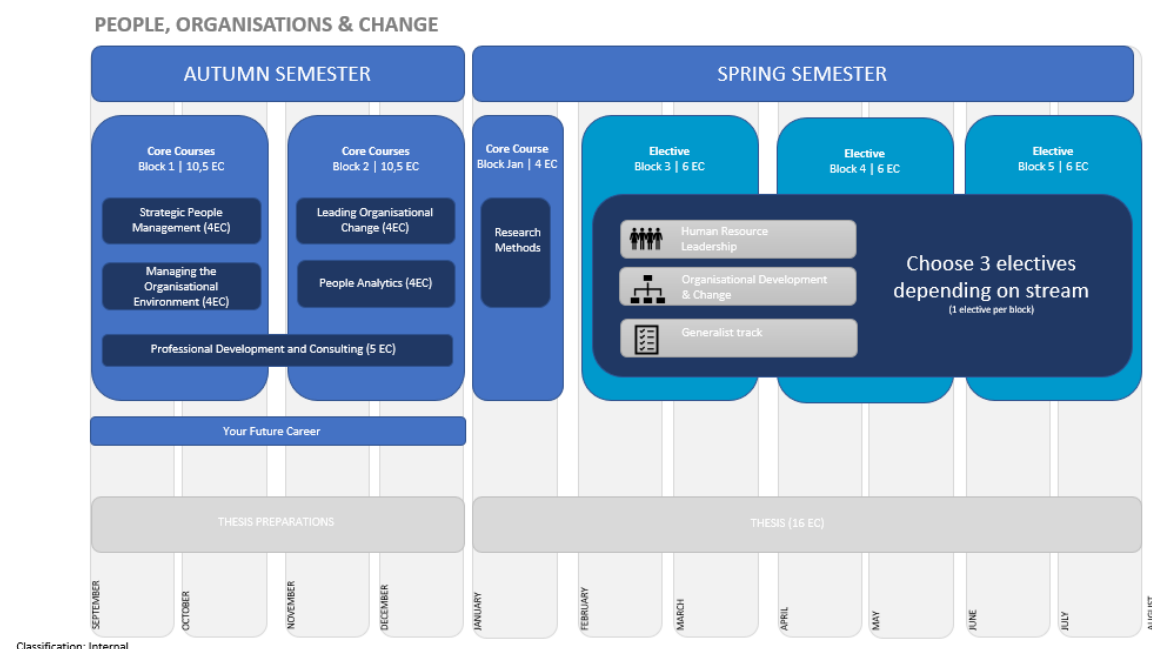 PEOPLE, ORGANISATIONS & CHANGE
AUTUMN SEMESTER
SPRING SEMESTER
Core Courses
Block 1 | 10,5 EC
Strategic People
Management (4EC)
Managing the
Organisational
Environment (4EC)
Core Courses
Block 2 | 10,5 EC
Leading Organisational
Change (4EC)
People Analytics (4EC)
Professional Development and Consulting (5 EC)
Core Course
Block Jan | 4 EC
Research
Methods
Elective
Block 3 | 6 EC
Elective
Block 4 | 6 EC
Elective
Block 5 | 6 EC
Human Resource
Leadership
Organisational Development
& Change
Generalist track
Choose 3 electives
depending on stream
(1 elective per block)
Your Future Career
THESIS PREPARATIONS
THESIS (16 EC)
SEPTEMBER
OCTOBER
NOVEMBER
DECEMBER
JANUARY
FEBRUARY
MARCH
APRIL
MAY
JUNE
JULY
AUGUST
Classification: Internal